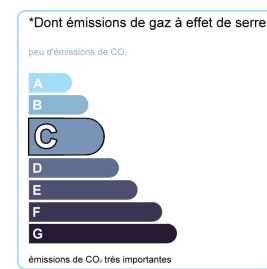 *Dont émissions de gaz à effet de serre
peu d'émissions de CO₂
A
B
C
D
E
F
G
émissions de CO₂ très importantes